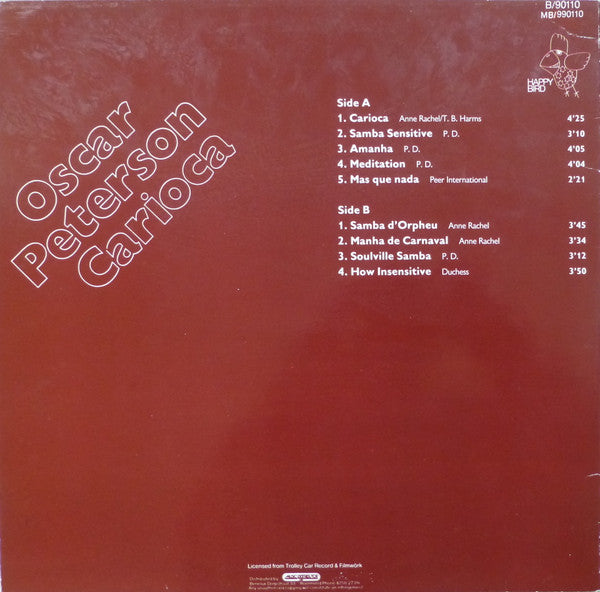 B/90110
MB/990110
HAPPY
BIRD
Oscar
Peterson
Carioca
Side A
1. Carioca Anne Rachel/T. B. Harms 4'25
2. Samba Sensitive P. D. 3'10
3. Amanha P. D. 4'05
4. Meditation P. D. 4'04
5. Mas que nada Peer International 2'21
Side B
1. Samba d'Orpheu Anne Rachel 3'45
2. Manha de Carnaval Anne Rachel 3'34
3. Soulville Samba P. D. 3'12
4. How Insensitive Duchess 3'50
Licensed from Trolley Car Record & Filmwork
Distributed by